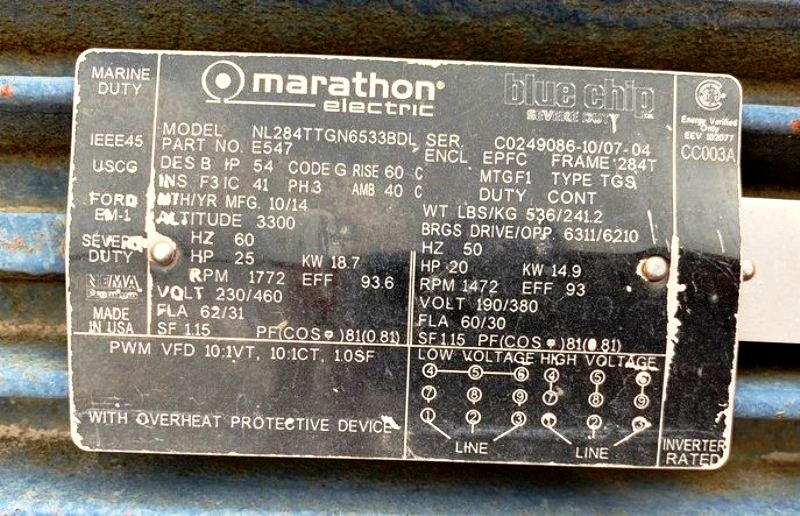 MARINE
DUTY
IEEE45
USCG
FORD
EM-1
SEVERE
DUTY
NEMA
Premium
MADE
IN USA
marathon®
electric
blue chip
SEVERE DUTY
MODEL NL284TTGN6533BDL
PART NO. E547
DES B IP 54 CODE G RISE 60 C
INS F3 IC 41 PH 3 AMB 40 C
MTH/YR MFG. 10/14
ALTITUDE 3300
HZ 60
HP 25 KW 18.7
RPM 1772 EFF 93.6
VOLT 230/460
FLA 62/31
SF 1.15 PF(COS φ)81(0.81)
SER. C0249086-10/07-04
ENCL EPFC FRAME 284T
MTGF1 TYPE TGS
DUTY CONT
WT LBS/KG 536/241.2
BRGS DRIVE/OPP 6311/6210
HZ 50
HP 20 KW 14.9
RPM 1472 EFF 93
VOLT 190/380
FLA 60/30
SF 1.15 PF(COS φ)81(0.81)
PWM VFD 10:1VT, 10:1CT, 1.0SF
WITH OVERHEAT PROTECTIVE DEVICE
LOW VOLTAGE HIGH VOLTAGE
4 5 6 4 5 6
7 8 9 7 8 9
1 2 3 1 2 3
LINE LINE
Energy Verified
Only
EEV 102077
CC003A
INVERTER
RATED